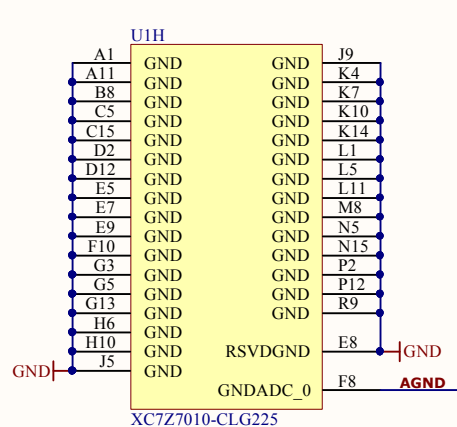 U1H
A1 GND GND J9
A11 GND GND K4
B8 GND GND K7
C5 GND GND K10
C15 GND GND K14
D2 GND GND L1
D12 GND GND L5
E5 GND GND L11
E7 GND GND M8
E9 GND GND N5
F10 GND GND N15
G3 GND GND P2
G5 GND GND P12
G13 GND GND R9
H6 GND
H10 GND RSVDGND E8 GND
GND J5 GND
GNDADC_0 F8 AGND
XC7Z7010-CLG225